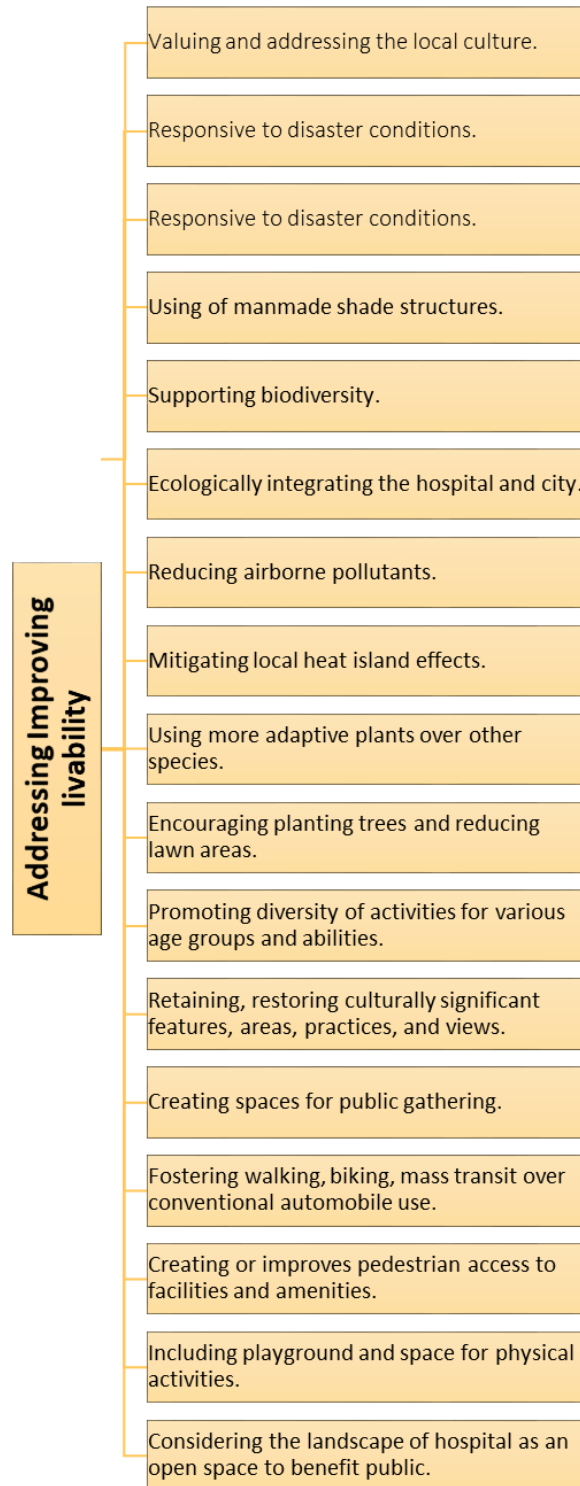 Addressing Improving
livability
Valuing and addressing the local culture.
Responsive to disaster conditions.
Responsive to disaster conditions.
Using of manmade shade structures.
Supporting biodiversity.
Ecologically integrating the hospital and city.
Reducing airborne pollutants.
Mitigating local heat island effects.
Using more adaptive plants over other
species.
Encouraging planting trees and reducing
lawn areas.
Promoting diversity of activities for various
age groups and abilities.
Retaining, restoring culturally significant
features, areas, practices, and views.
Creating spaces for public gathering.
Fostering walking, biking, mass transit over
conventional automobile use.
Creating or improves pedestrian access to
facilities and amenities.
Including playground and space for physical
activities.
Considering the landscape of hospital as an
open space to benefit public.